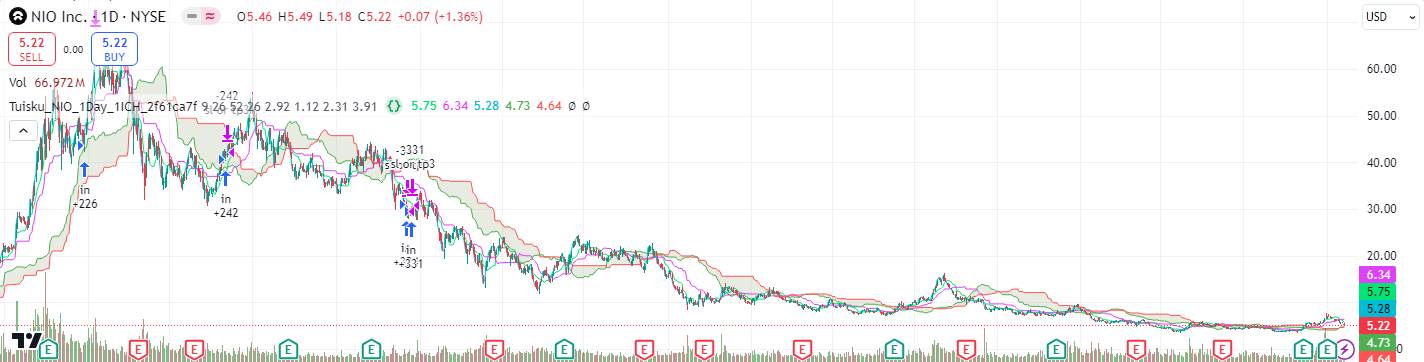 NIO Inc. · 1D · NYSE O5.46 H5.49 L5.18 C5.22 +0.07 (+1.36%)
USD
5.22 SELL
0.00
5.22 BUY
Vol 66.972M
Tuisku_NIO_1Day_1ICH_2f61ca7f 9 26 52 26 2.92 1.12 2.31 3.91 {} 5.75 6.34 5.28 4.73 4.64 Ø Ø
-242
in
+226
in
+242
-3331
in
60.00
50.00
40.00
30.00
20.00
6.34
5.75
5.28
5.22
4.73
4.64
E E E E E E E E E E E E E E E E